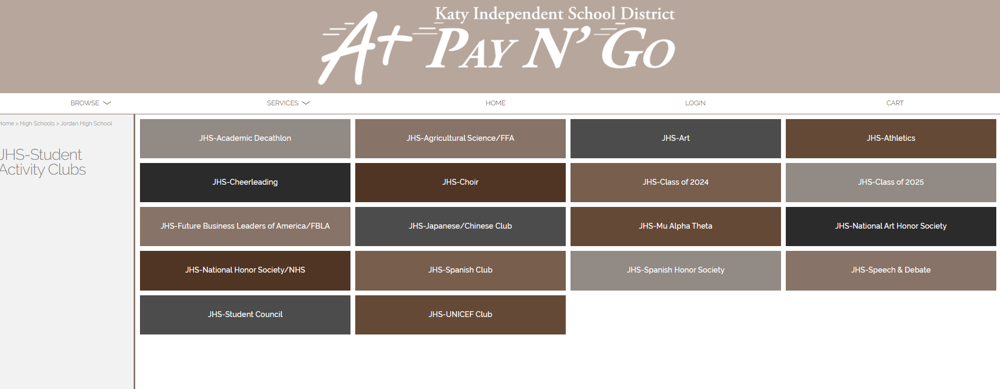 Katy Independent School District
A+ PAY N' GO
BROWSE
SERVICES
HOME
LOGIN
CART
Home > High Schools > Jordan High School
JHS-Student
Activity Clubs
JHS-Academic Decathlon
JHS-Agricultural Science/FFA
JHS-Art
JHS-Athletics
JHS-Cheerleading
JHS-Choir
JHS-Class of 2024
JHS-Class of 2025
JHS-Future Business Leaders of America/FBLA
JHS-Japanese/Chinese Club
JHS-Mu Alpha Theta
JHS-National Art Honor Society
JHS-National Honor Society/NHS
JHS-Spanish Club
JHS-Spanish Honor Society
JHS-Speech & Debate
JHS-Student Council
JHS-UNICEF Club